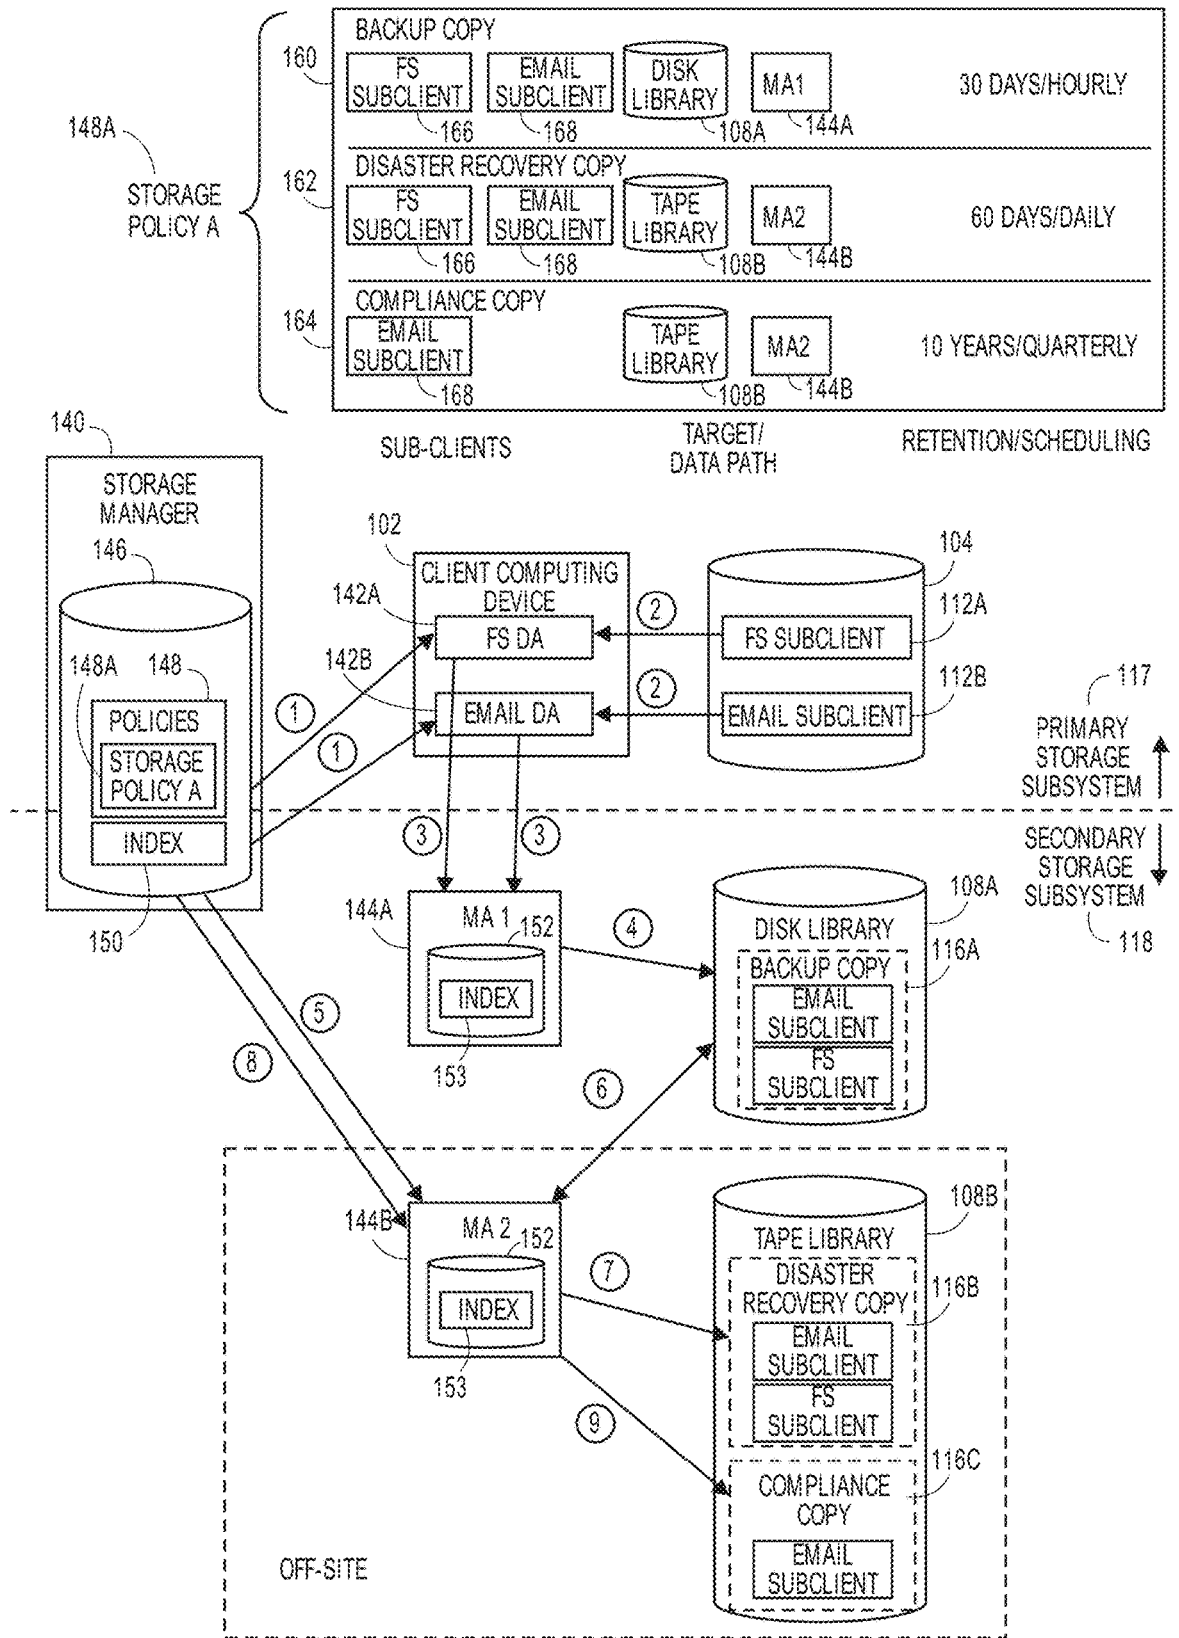 BACKUP COPY
160
FS
SUBCLIENT
166
EMAIL
SUBCLIENT
168
DISK
LIBRARY
108A
MA1
144A
30 DAYS/HOURLY
148A
STORAGE
POLICY A
DISASTER RECOVERY COPY
162
FS
SUBCLIENT
166
EMAIL
SUBCLIENT
168
TAPE
LIBRARY
108B
MA2
144B
60 DAYS/DAILY
COMPLIANCE COPY
164
EMAIL
SUBCLIENT
168
TAPE
LIBRARY
108B
MA2
144B
10 YEARS/QUARTERLY
SUB-CLIENTS
TARGET/
DATA PATH
RETENTION/SCHEDULING
140
STORAGE
MANAGER
146
148A
148
POLICIES
STORAGE
POLICY A
INDEX
150
102
CLIENT COMPUTING
DEVICE
142A
FS DA
142B
EMAIL DA
1
1
2
2
104
112A
FS SUBCLIENT
112B
EMAIL SUBCLIENT
117
PRIMARY
STORAGE
SUBSYSTEM
SECONDARY
STORAGE
SUBSYSTEM
118
3
3
144A
MA 1
152
INDEX
153
4
108A
DISK LIBRARY
116A
BACKUP COPY
EMAIL
SUBCLIENT
FS
SUBCLIENT
5
8
6
144B
MA 2
152
INDEX
153
7
9
108B
TAPE LIBRARY
DISASTER
RECOVERY COPY
116B
EMAIL
SUBCLIENT
FS
SUBCLIENT
116C
COMPLIANCE
COPY
EMAIL
SUBCLIENT
OFF-SITE